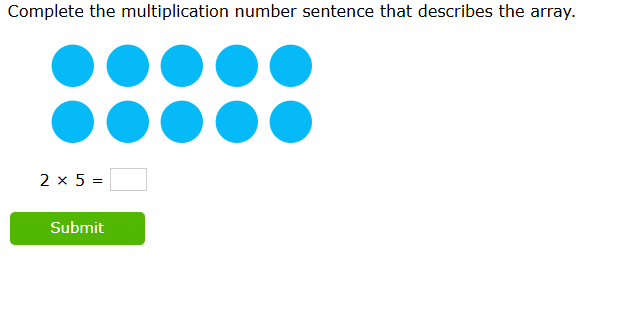 Complete the multiplication number sentence that describes the array.
2 × 5 =
Submit